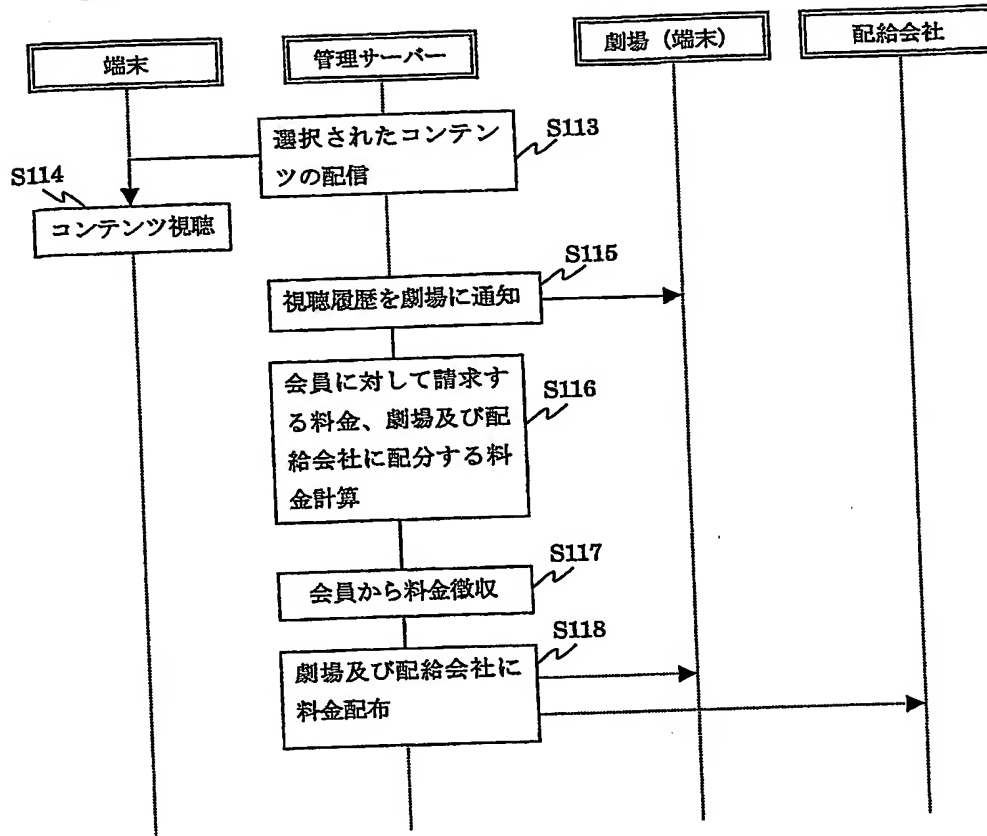 端末
管理サーバー
劇場（端末）
配給会社
選択されたコンテン
ツの配信
S113
S114
コンテンツ視聴
S115
視聴履歴を劇場に通知
会員に対して請求す
る料金、劇場及び配
給会社に配分する料
金計算
S116
S117
会員から料金徴収
S118
劇場及び配給会社に
料金配布